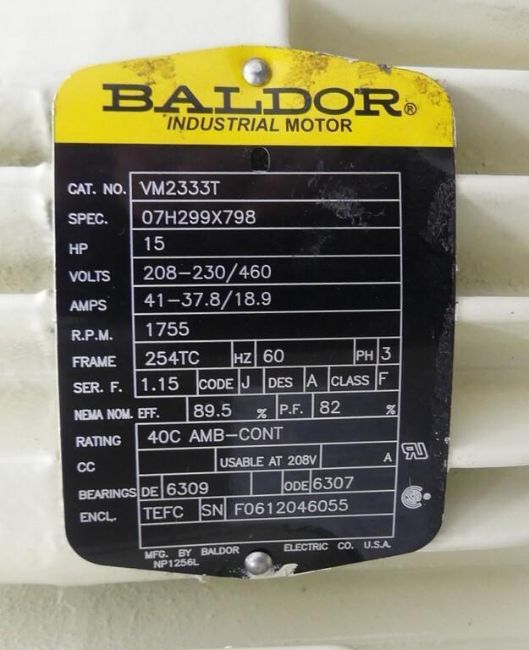 BALDOR®
INDUSTRIAL MOTOR
CAT. NO. VM2333T
SPEC. 07H299X798
HP 15
VOLTS 208-230/460
AMPS 41-37.8/18.9
R.P.M. 1755
FRAME 254TC HZ 60 PH 3
SER. F. 1.15 CODE J DES A CLASS F
NEMA NOM. EFF. 89.5 % P.F. 82 %
RATING 40C AMB-CONT
CC USABLE AT 208V A
BEARINGS DE 6309 ODE 6307
ENCL. TEFC SN F0612046055
MFG. BY BALDOR ELECTRIC CO. U.S.A.
NP1256L